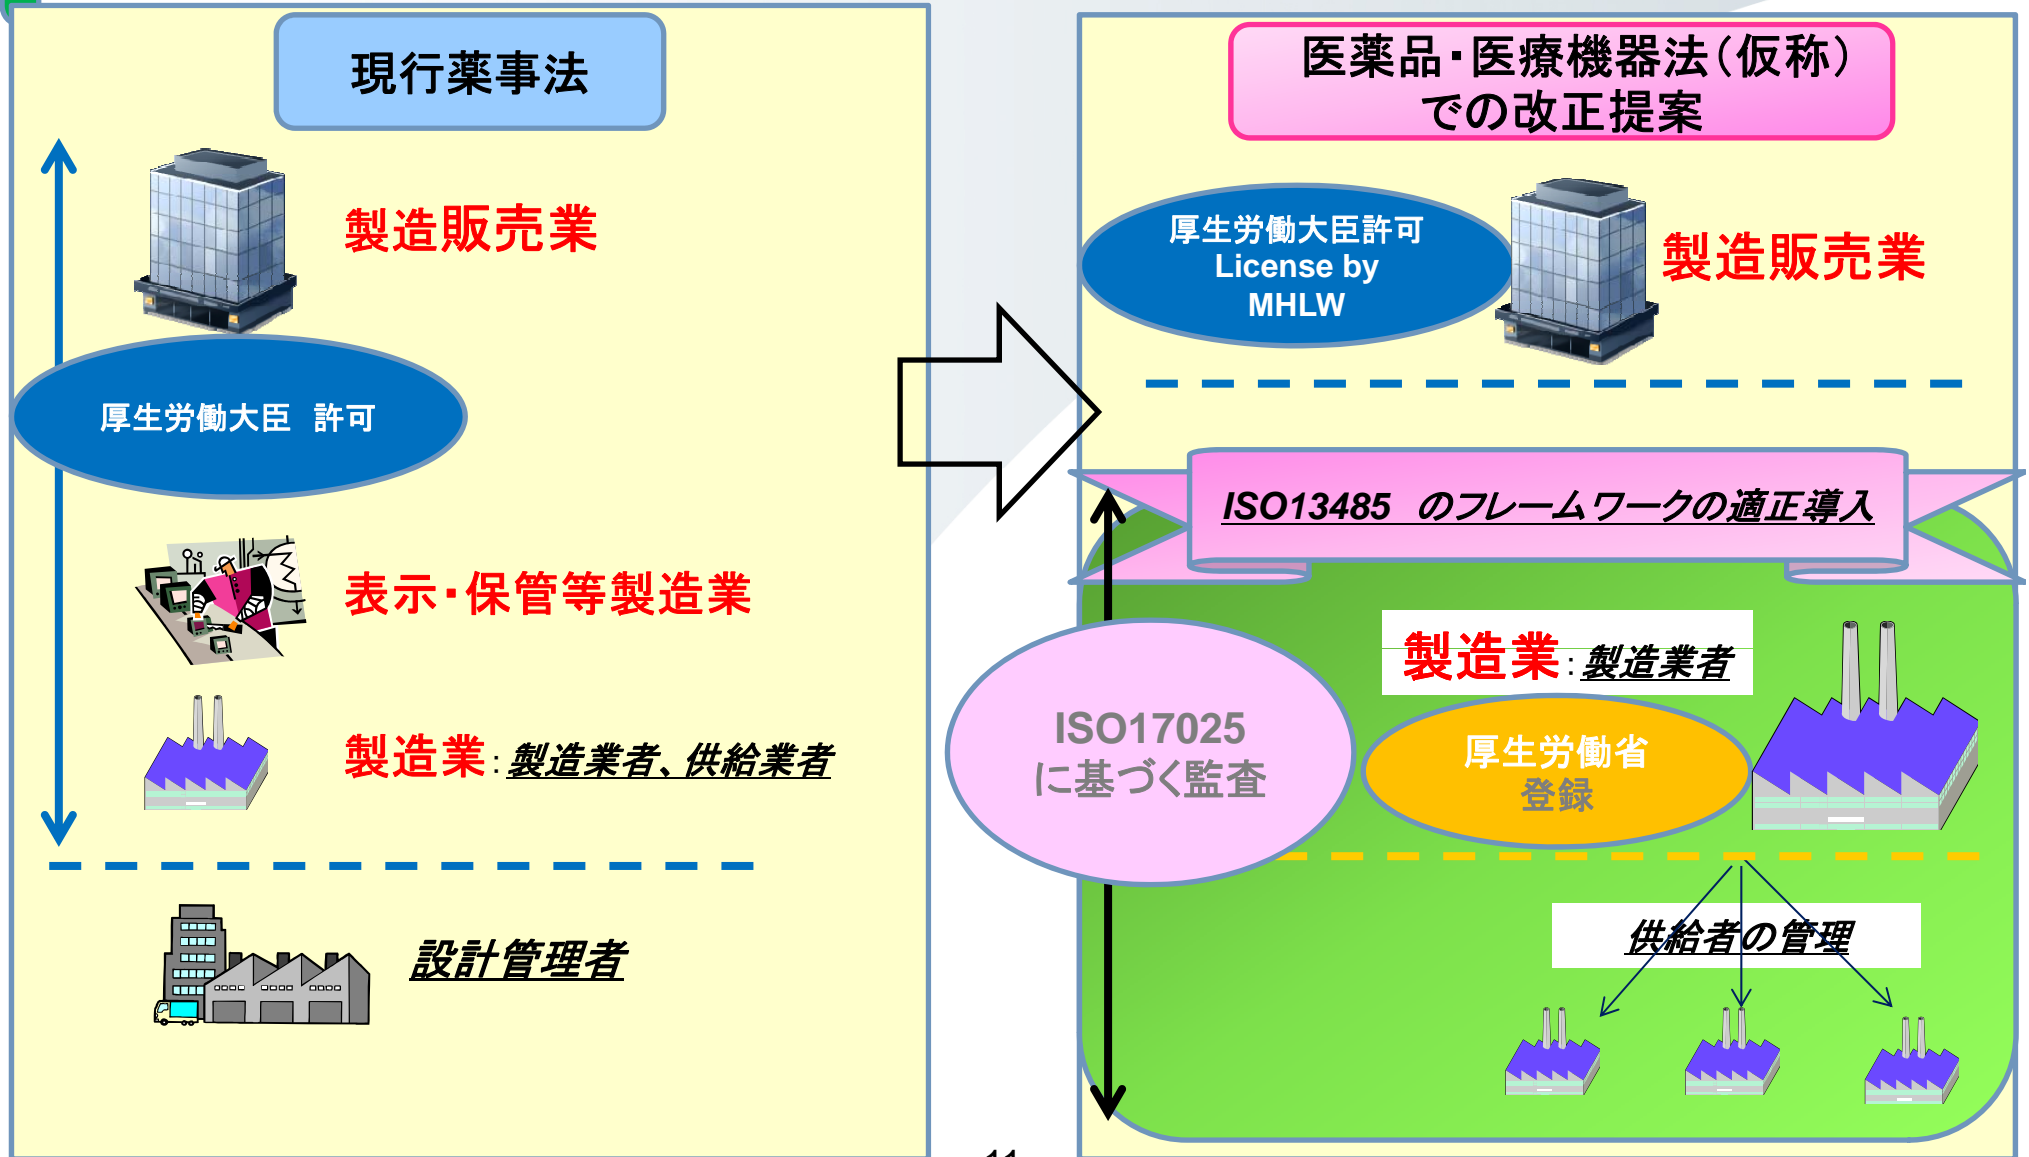 現行薬事法
製造販売業
厚生労働大臣 許可
表示・保管等製造業
製造業：製造業者、供給業者
設計管理者
医薬品・医療機器法（仮称）
での改正提案
厚生労働大臣許可
License by
MHLW
製造販売業
ISO13485 のフレームワークの適正導入
製造業：製造業者
ISO17025
に基づく監査
厚生労働省
登録
供給者の管理
11